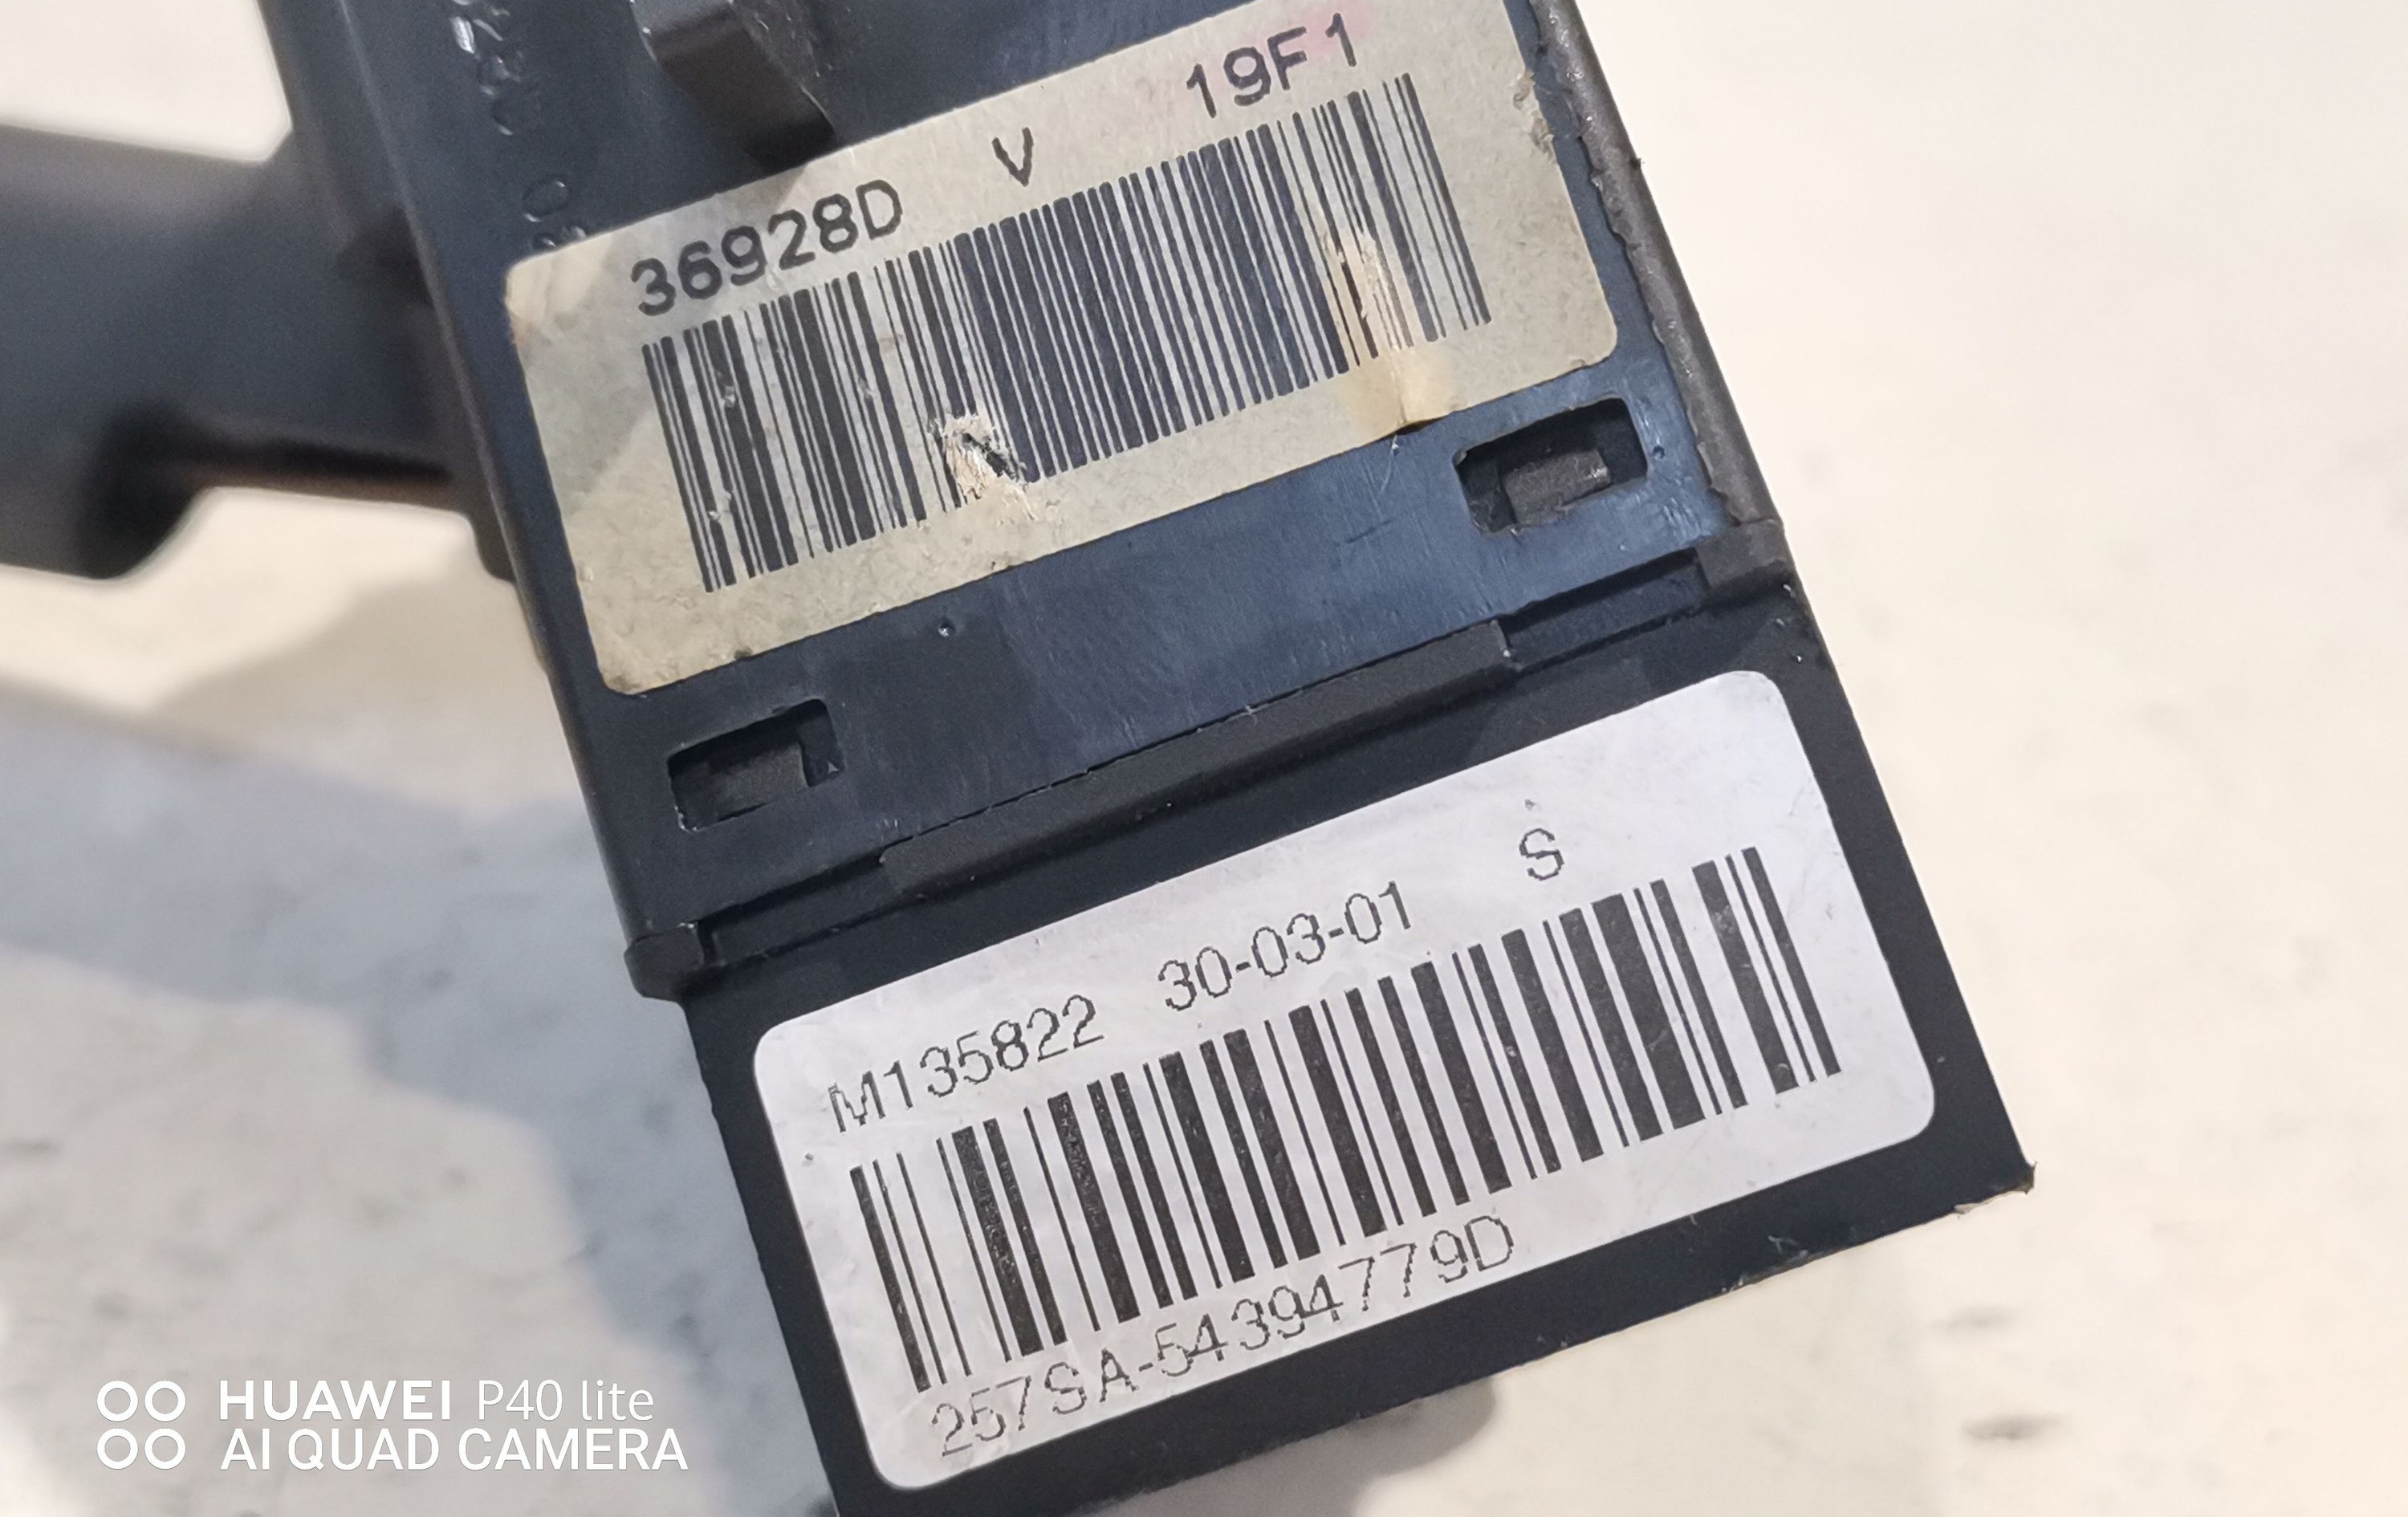 36928D V 19F1
M135822 30-03-01 S
257SA-54394779D
HUAWEI P40 lite
AI QUAD CAMERA